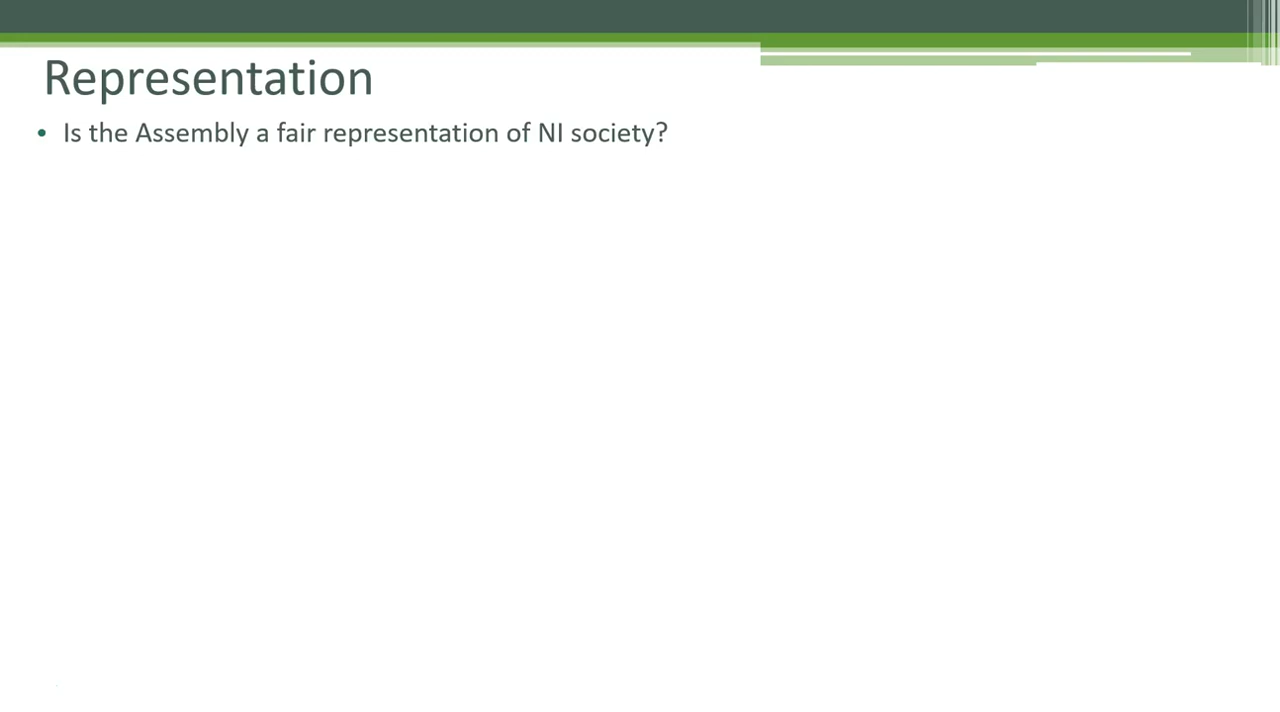 Representation
• Is the Assembly a fair representation of NI society?